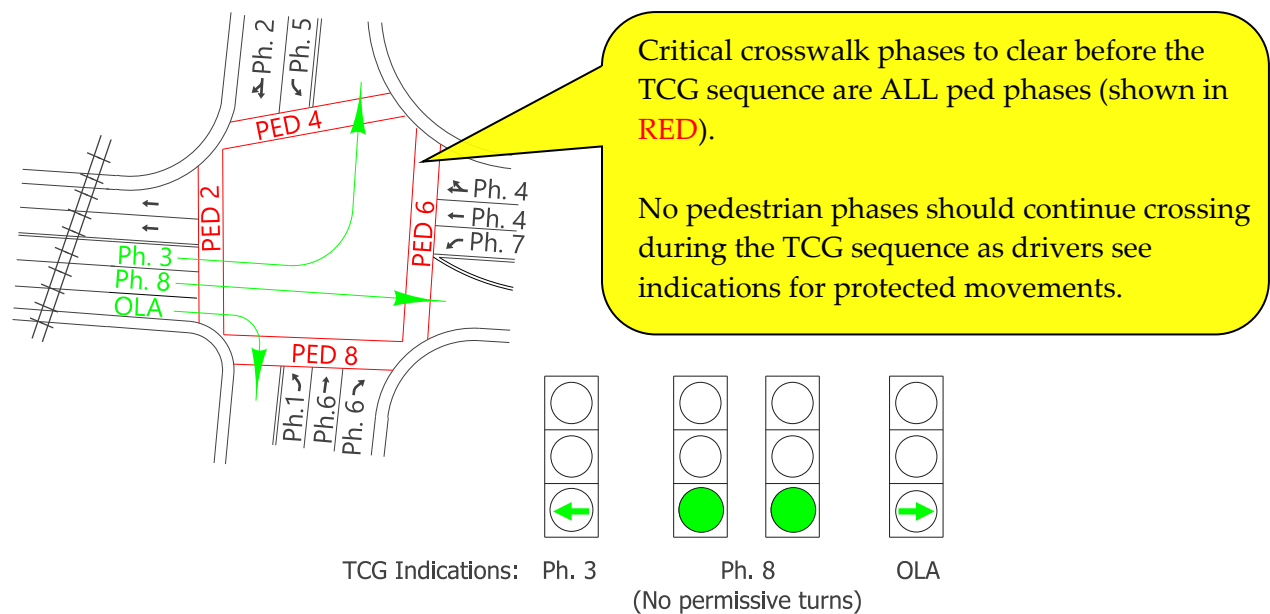 Ph. 2
Ph. 5
Critical crosswalk phases to clear before the
TCG sequence are ALL ped phases (shown in
RED).
No pedestrian phases should continue crossing
during the TCG sequence as drivers see
indications for protected movements.
PED 4
PED 2
PED 6
Ph. 4
Ph. 4
Ph. 7
Ph. 3
Ph. 8
OLA
PED 8
Ph.1
Ph.6
Ph. 6
TCG Indications: Ph. 3 Ph. 8 OLA
(No permissive turns)